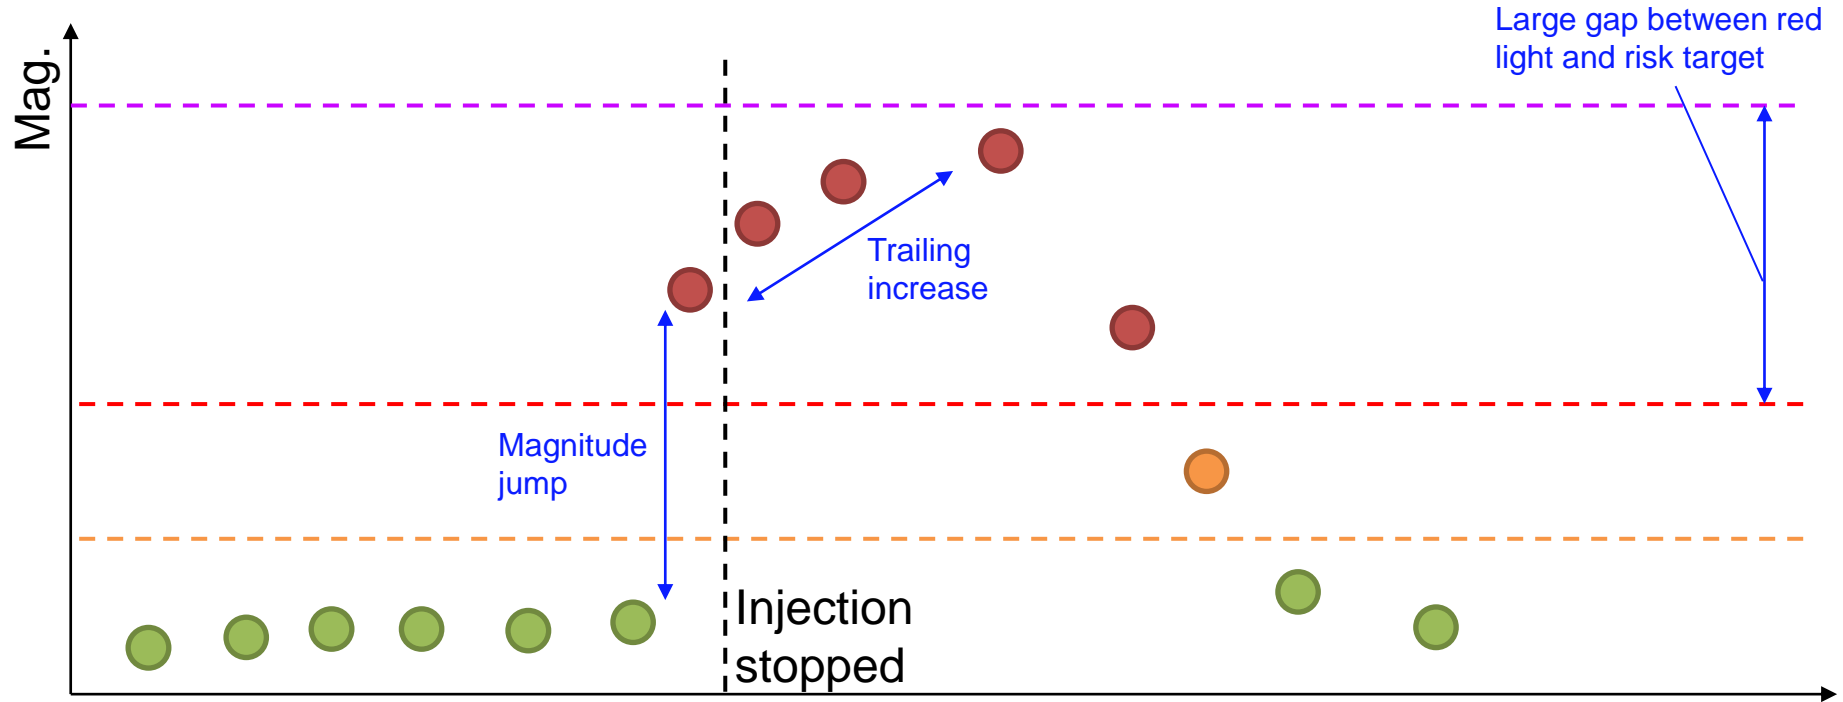 Mag.
Large gap between red
light and risk target
Trailing
increase
Magnitude
jump
Injection
stopped